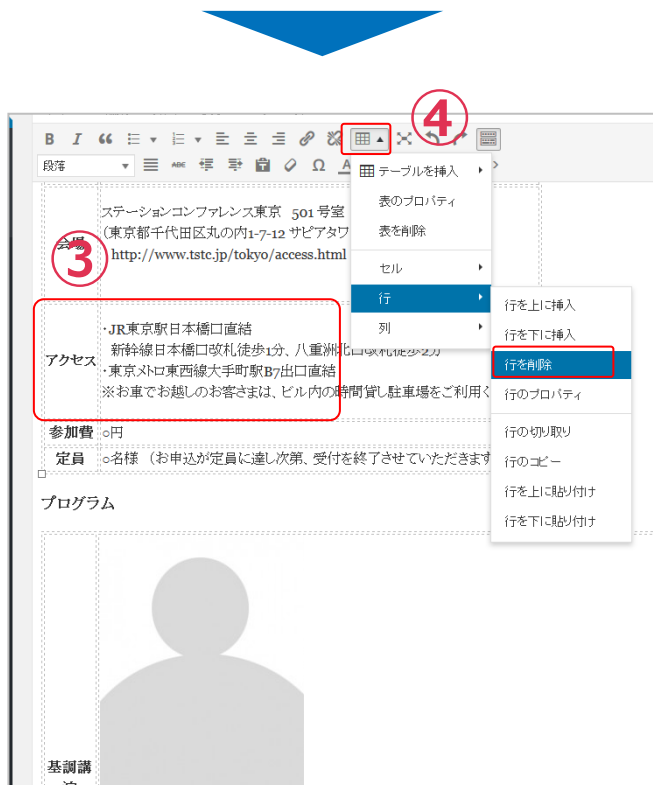 ④
B I “ ABC Ω A
段落
テーブルを挿入
表のプロパティ
表を削除
セル
行
列
行を上に挿入
行を下に挿入
行を削除
行のプロパティ
行の切り取り
行のコピー
行を上に貼り付け
行を下に貼り付け
③
会場
ステーションコンファレンス東京 501号室
(東京都千代田区丸の内1-7-12 サピアタワ
http://www.tstc.jp/tokyo/access.html
アクセス
・JR東京駅日本橋口直結
新幹線日本橋口改札徒歩1分、八重洲北口改札徒歩2分
・東京メトロ東西線大手町駅B7出口直結
※お車でお越しのお客さまは、ビル内の時間貸し駐車場をご利用く
参加費 ○円
定員 ○名様 (お申込が定員に達し次第、受付を終了させていただきます
プログラム
基調講